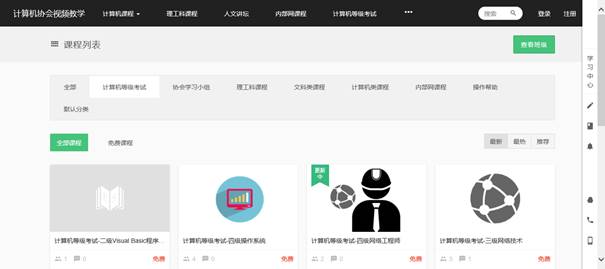 计算机协会视频教学 计算机课程 理工科课程 人文讲坛 内部网课程 计算机等级考试 ••• 搜索 登录 注册
课程列表 查看班级
学习中心
全部 计算机等级考试 协会学习小组 理工科课程 文科类课程 计算机类课程 内部网课程 操作帮助
默认分类
全部课程 免费课程 最新 最热 推荐
更新中
计算机等级考试-二级Visual Basic程序... 计算机等级考试-四级操作系统 计算机等级考试-四级网络工程师 计算机等级考试-三级网络技术
1 0 免费 4 0 免费 2 0 免费 3 1 免费